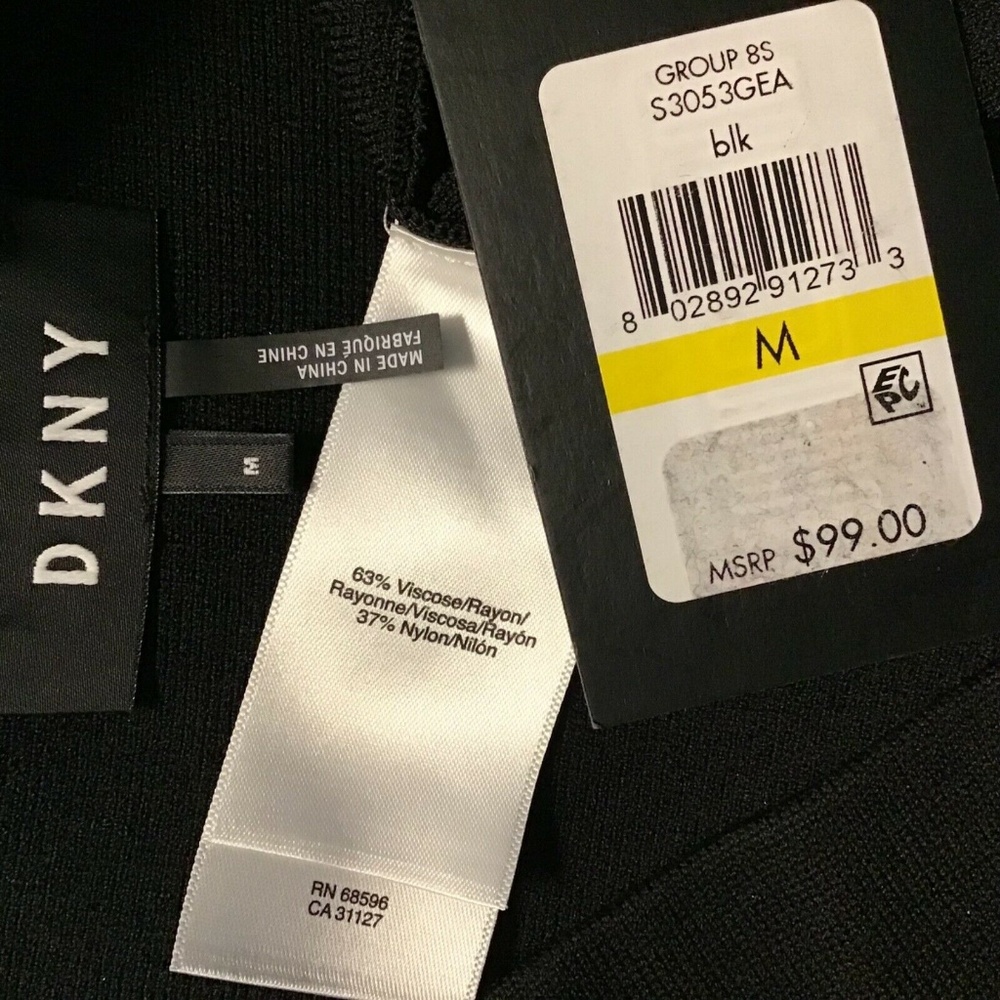 GROUP 8S
S3053GEA
blk
8 02892 91273 3
M
EPC
MSRP $99.00
DKNY
MADE IN CHINA
FABRIQUÉ EN CHINE
M
63% Viscose/Rayon/
Rayonne/Viscosa/Rayón
37% Nylon/Nilón
RN 68596
CA 31127